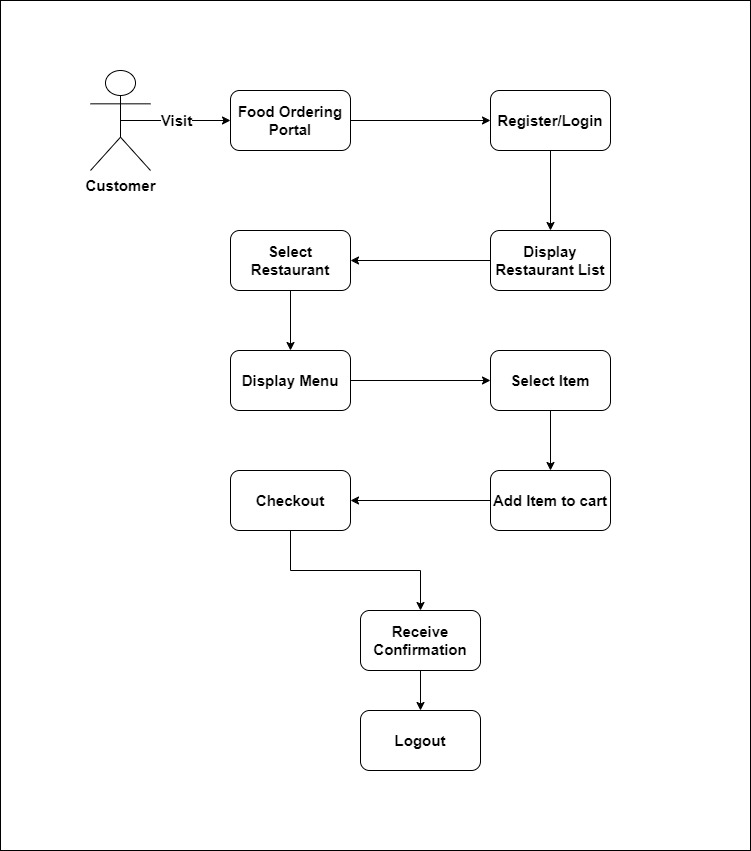 Visit
Food Ordering
Portal
Register/Login
Customer
Select
Restaurant
Display
Restaurant List
Display Menu
Select Item
Checkout
Add Item to cart
Receive
Confirmation
Logout